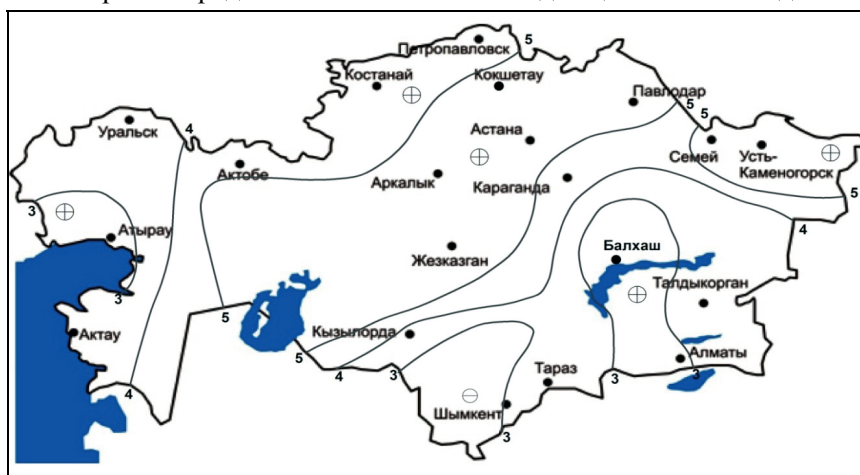 Петропавловск
5
Костанай
Кокшетау
Павлодар
5
5
Уральск
4
Астана
Семей
Усть-
Каменогорск
Актобе
Аркалык
Караганда
5
3
4
Атырау
Жезказган
Балхаш
Талдыкорган
3
5
Актау
Кызылорда
5
4
3
Тараз
Алматы
3
3
4
Шымкент
3